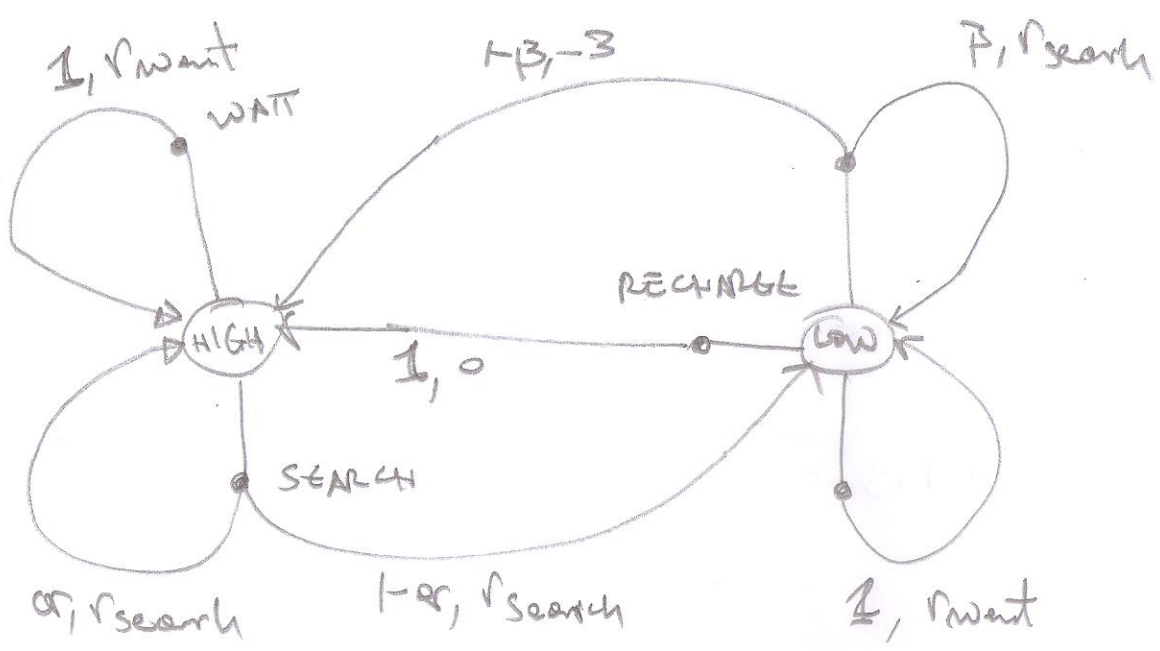 1, rwait
WAIT
1-β, -3
β, rsearch
RECHARGE
HIGH
LOW
1, 0
SEARCH
α, rsearch
1-α, rsearch
1, rwait